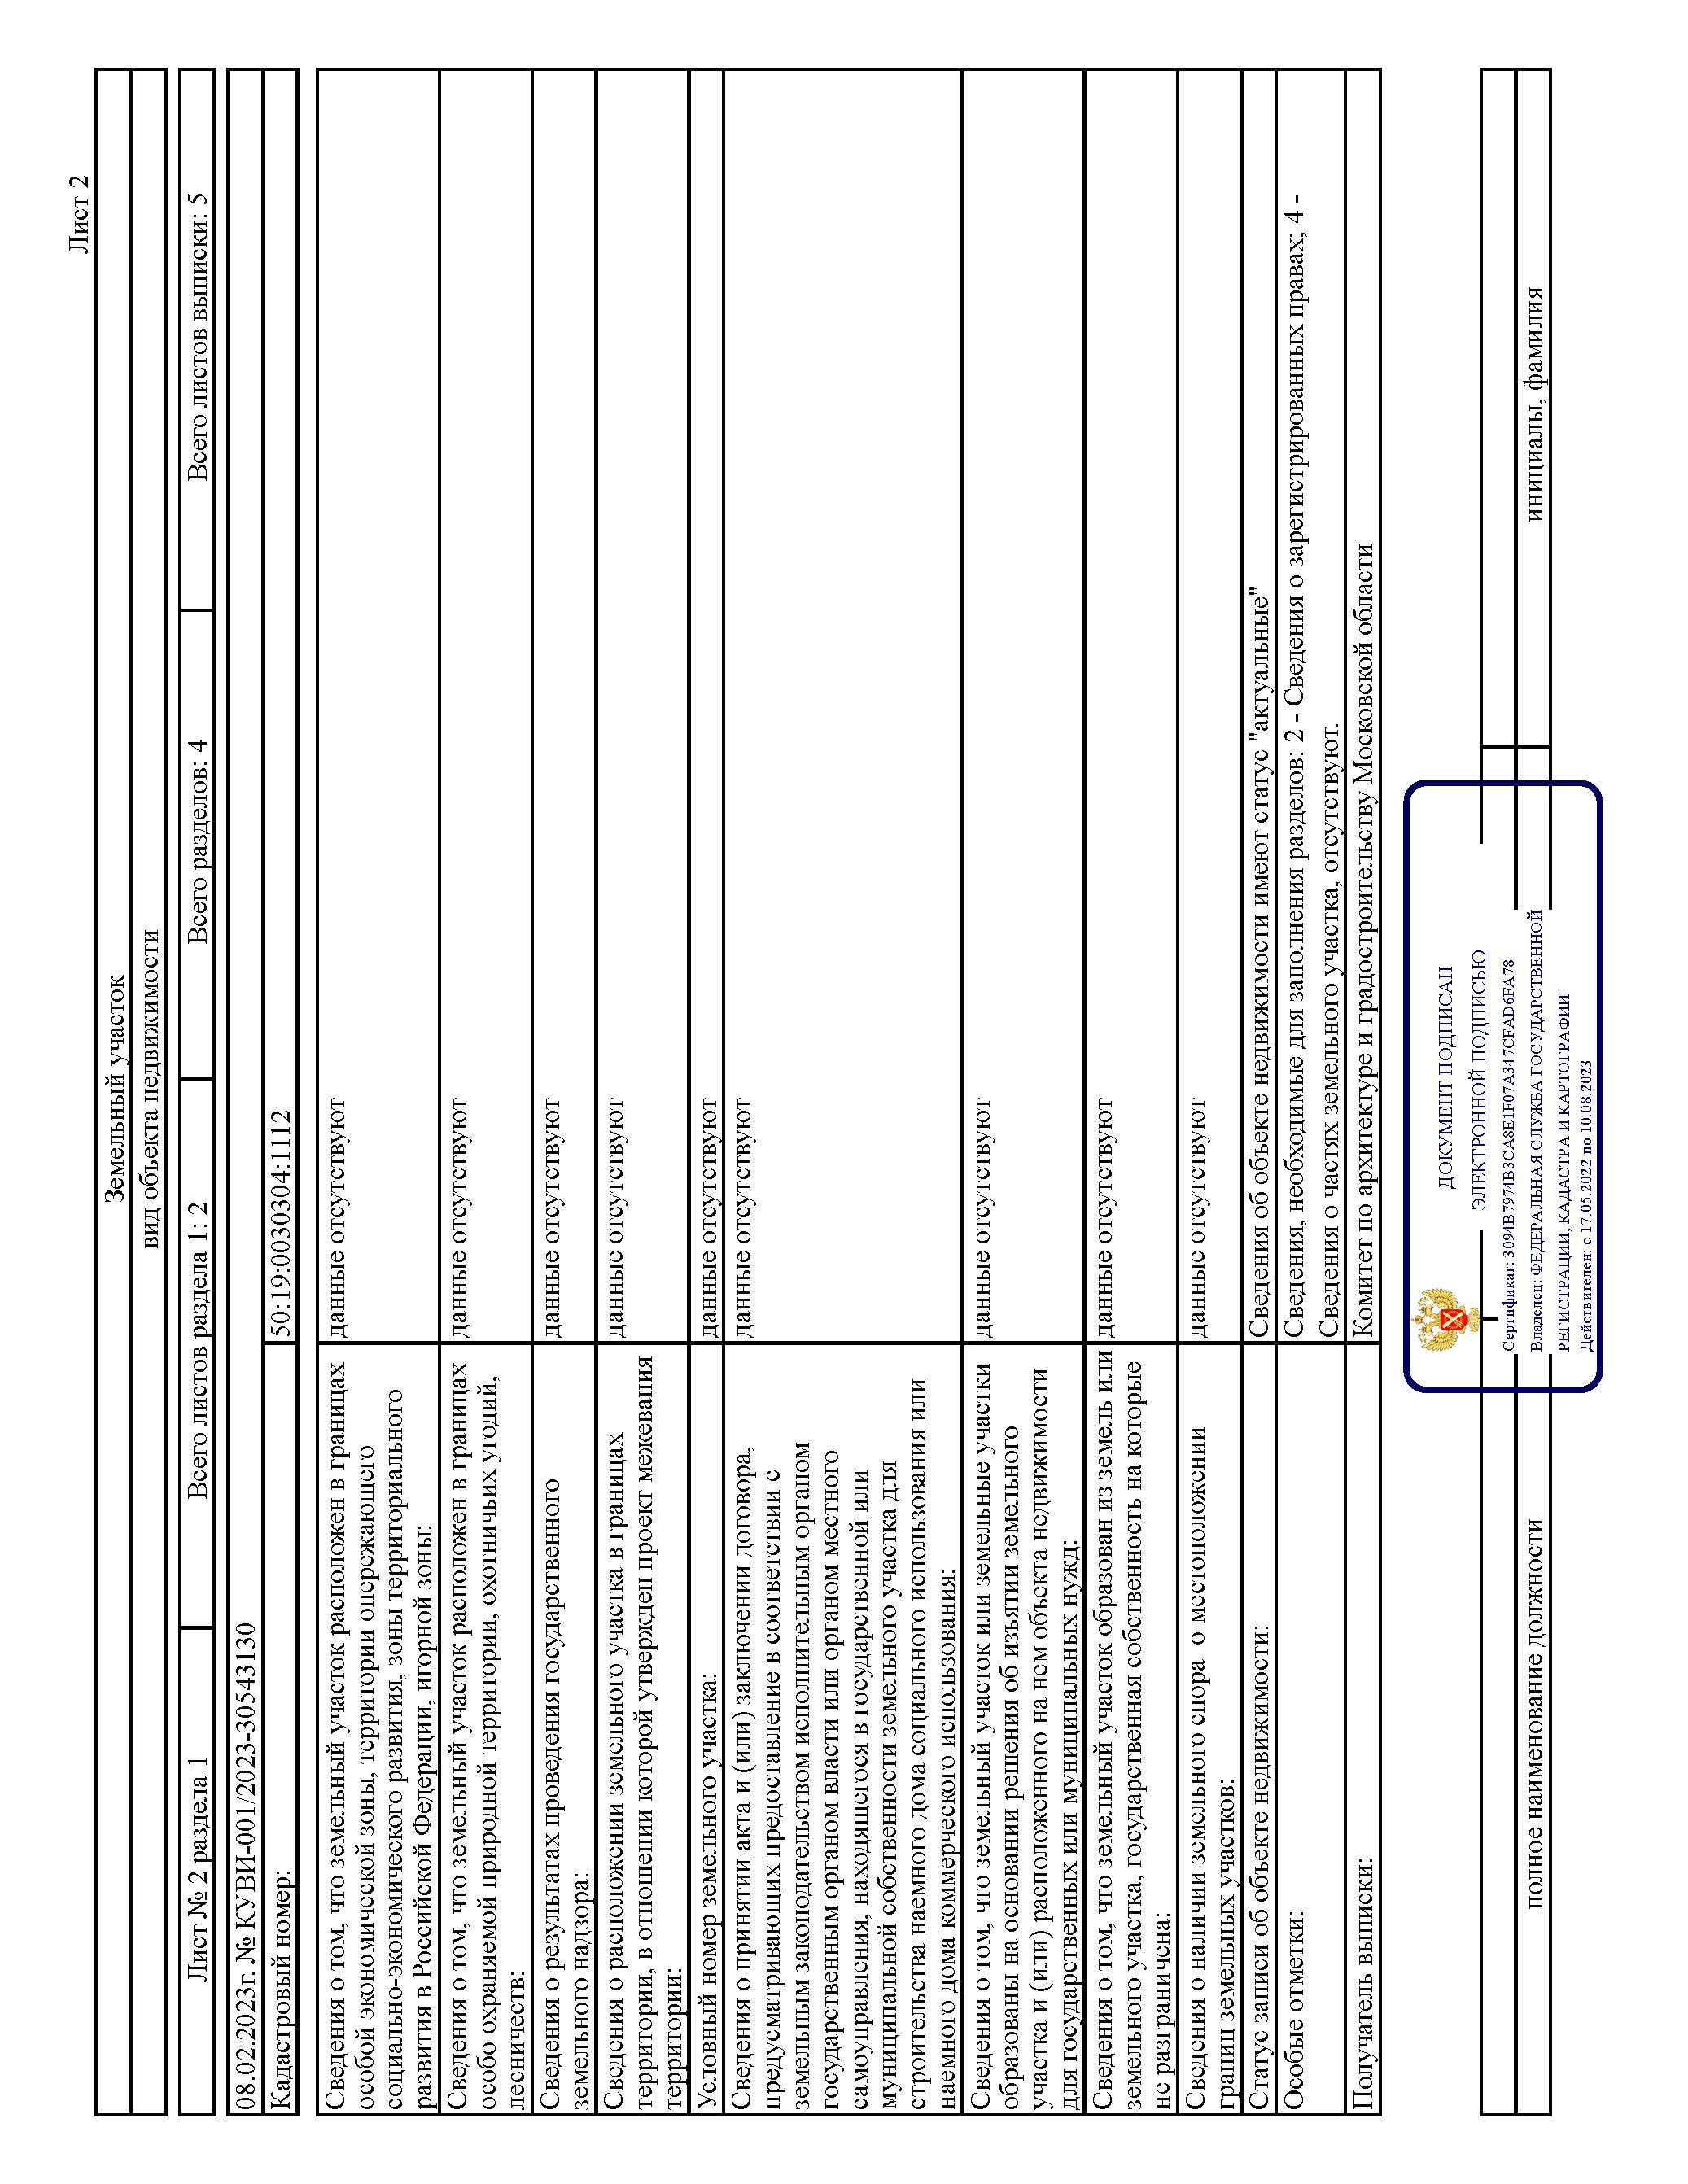 Лист 2
Земельный участок
вид объекта недвижимости
Лист № 2 раздела 1
Всего листов раздела 1: 2
Всего разделов: 4
Всего листов выписки: 5
08.02.2023г. № КУВИ-001/2023-30543130
Кадастровый номер:
50:19:0030304:1112
Сведения о том, что земельный участок расположен в границах
особой экономической зоны, территории опережающего
социально-экономического развития, зоны территориального
развития в Российской Федерации, игорной зоны:
данные отсутствуют
Сведения о том, что земельный участок расположен в границах
особо охраняемой природной территории, охотничьих угодий,
лесничеств:
данные отсутствуют
Сведения о результатах проведения государственного
земельного надзора:
данные отсутствуют
Сведения о расположении земельного участка в границах
территории, в отношении которой утвержден проект межевания
территории:
данные отсутствуют
Условный номер земельного участка:
данные отсутствуют
Сведения о принятии акта и (или) заключении договора,
предусматривающих предоставление в соответствии с
земельным законодательством исполнительным органом
государственным органом власти или органом местного
самоуправления, находящегося в государственной или
муниципальной собственности земельного участка для
строительства наемного дома социального использования или
наемного дома коммерческого использования:
данные отсутствуют
Сведения о том, что земельный участок или земельные участки
образованы на основании решения об изъятии земельного
участка и (или) расположенного на нем объекта недвижимости
для государственных или муниципальных нужд:
данные отсутствуют
Сведения о том, что земельный участок образован из земель или
земельного участка, государственная собственность на которые
не разграничена:
данные отсутствуют
Сведения о наличии земельного спора о местоположении
границ земельных участков:
данные отсутствуют
Статус записи об объекте недвижимости:
Сведения об объекте недвижимости имеют статус "актуальные"
Особые отметки:
Сведения, необходимые для заполнения разделов: 2 - Сведения о зарегистрированных правах; 4 -
Сведения о частях земельного участка, отсутствуют.
Получатель выписки:
Комитет по архитектуре и градостроительству Московской области
ДОКУМЕНТ ПОДПИСАН
ЭЛЕКТРОННОЙ ПОДПИСЬЮ
Сертификат: 3094B7974B3CA8E1F07A347CFAD6FA78
Владелец: ФЕДЕРАЛЬНАЯ СЛУЖБА ГОСУДАРСТВЕННОЙ
РЕГИСТРАЦИИ, КАДАСТРА И КАРТОГРАФИИ
Действителен: с 17.05.2022 по 10.08.2023
полное наименование должности
инициалы, фамилия